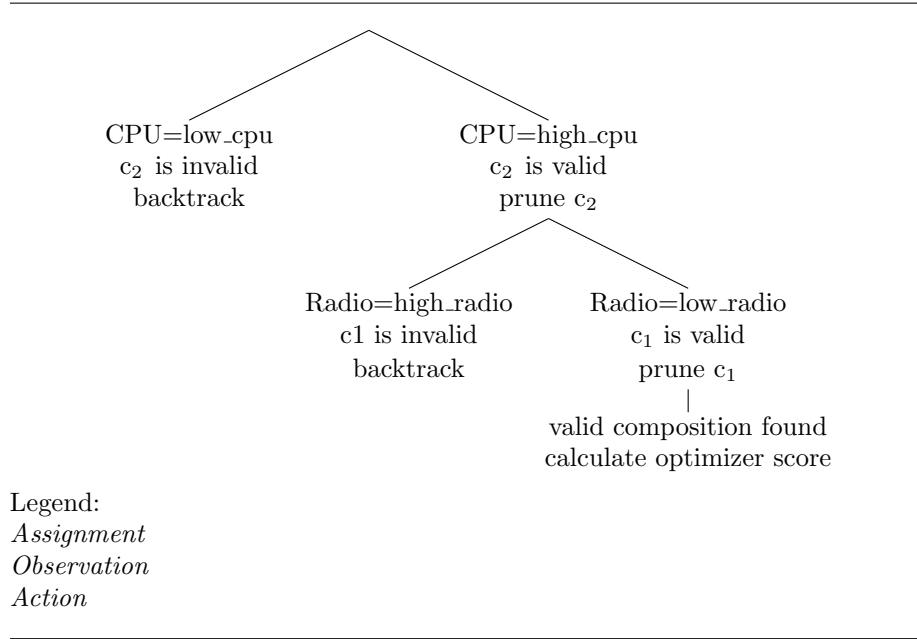 CPU=low_cpu
c₂ is invalid
backtrack
CPU=high_cpu
c₂ is valid
prune c₂
Radio=high_radio
c1 is invalid
backtrack
Radio=low_radio
c₁ is valid
prune c₁
valid composition found
calculate optimizer score
Legend:
Assignment
Observation
Action